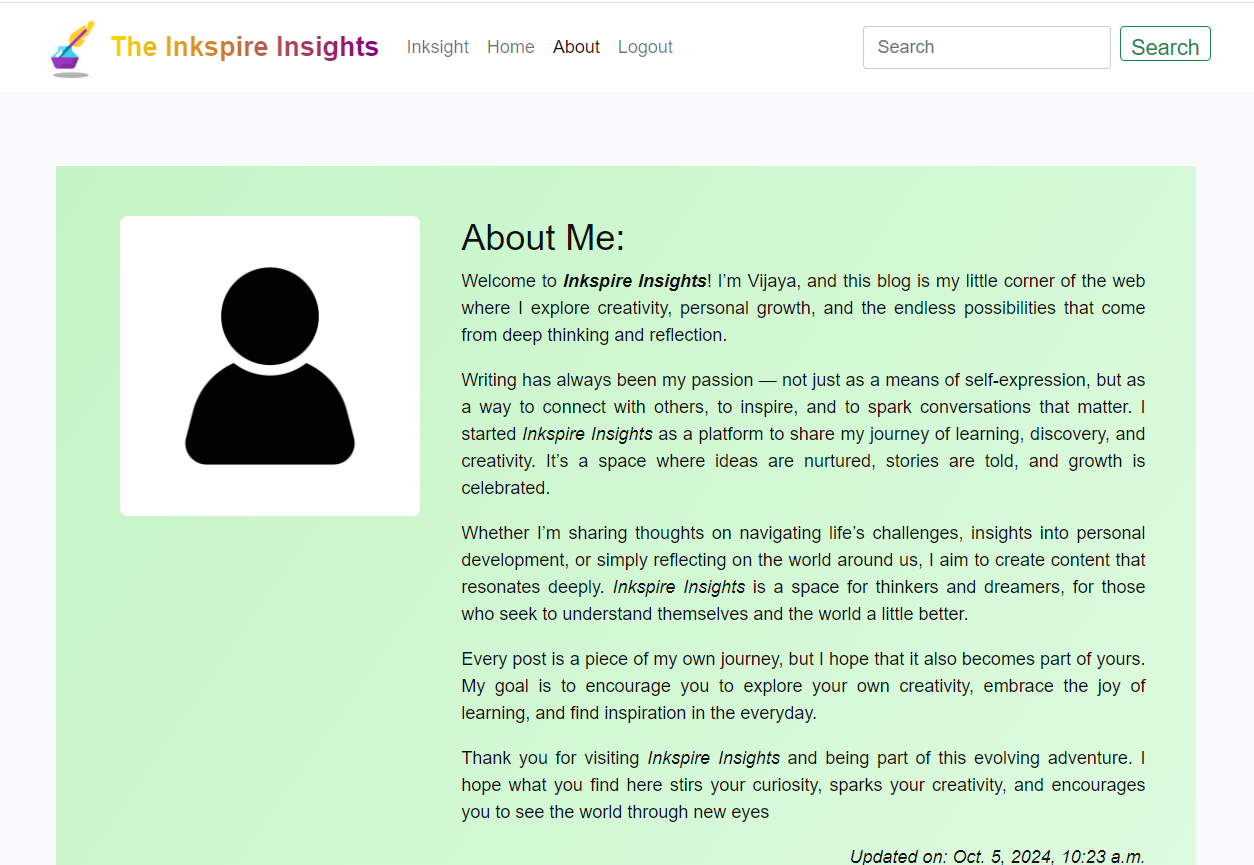 The Inkspire Insights Inksight Home About Logout Search Search
About Me:
Welcome to Inkspire Insights! I’m Vijaya, and this blog is my little corner of the web
where I explore creativity, personal growth, and the endless possibilities that come
from deep thinking and reflection.
Writing has always been my passion — not just as a means of self-expression, but as
a way to connect with others, to inspire, and to spark conversations that matter. I
started Inkspire Insights as a platform to share my journey of learning, discovery, and
creativity. It’s a space where ideas are nurtured, stories are told, and growth is
celebrated.
Whether I’m sharing thoughts on navigating life’s challenges, insights into personal
development, or simply reflecting on the world around us, I aim to create content that
resonates deeply. Inkspire Insights is a space for thinkers and dreamers, for those
who seek to understand themselves and the world a little better.
Every post is a piece of my own journey, but I hope that it also becomes part of yours.
My goal is to encourage you to explore your own creativity, embrace the joy of
learning, and find inspiration in the everyday.
Thank you for visiting Inkspire Insights and being part of this evolving adventure. I
hope what you find here stirs your curiosity, sparks your creativity, and encourages
you to see the world through new eyes
Updated on: Oct. 5, 2024, 10:23 a.m.